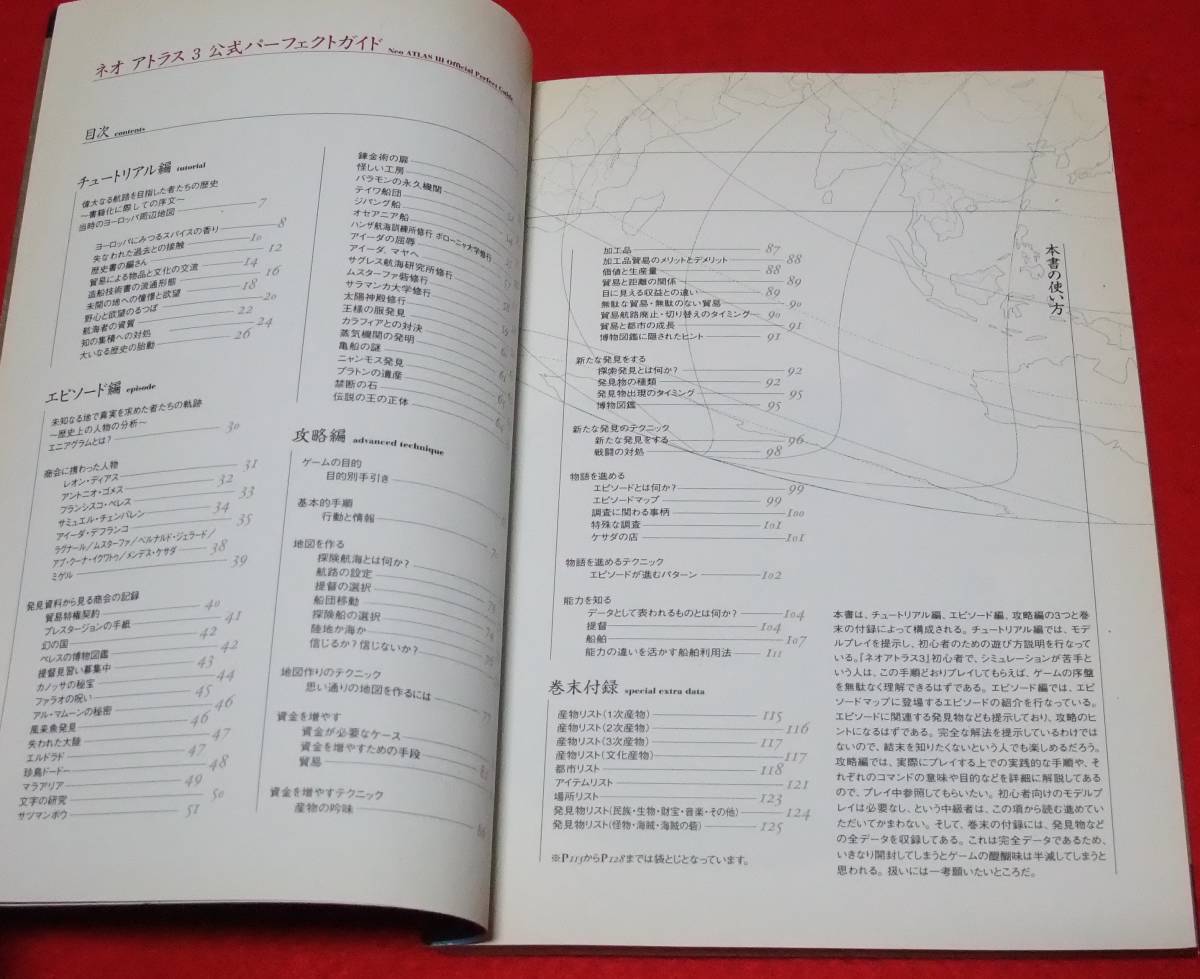 ネオ アトラス 3 公式パーフェクトガイド Neo ATLAS III Official Perfect Guide
目次 contents
チュートリアル編 tutorial
偉大なる航路を目指した者たちの歴史
〜書籍化に際しての序文〜
当時のヨーロッパ周辺地図 7
ヨーロッパにみつるスパイスの香り 8
失なわれた過去との接触 10
歴史書の編さん 12
貿易による物品と文化の交流 14
造船技術書の流通形態 16
未開の地への憧憬と欲望 18
野心と欲望のるつぼ 20
航海者の資質 22
知の集積への対処 24
大いなる歴史の胎動 26
エピソード編 episode
未知なる地で真実を求めた者たちの軌跡
〜歴史上の人物の分析〜
エニアグラムとは? 30
商会に携わった人物
レオン・ディアス 31
アントニオ・ゴメス 32
フランシスコ・ペレス 33
サミュエル・チェンバレン 34
アイーダ・デフランコ 35
ラグナール/ムスターファ/ベルナルド・ジェラード/
アブ・クーナ・イクワトゥ/メンデス・ケサダ 38
ミゲル 39
発見資料から見る商会の記録
貿易特権契約 40
プレスタージョンの手紙 41
幻の国 42
ペレスの博物図鑑 42
提督見習い募集中 43
カノッサの秘宝 44
ファラオの呪い 45
アル・マムーンの秘密 46
風来魚発見 46
失われた大陸 47
エルドラド 47
珍鳥ドードー 48
マラアリア 49
文字の研究 50
サツマンボウ 51
錬金術の扉
怪しい工房
バラモンの永久機関
テイワ船団
ジパング船
オセアニア船
ハンザ航海訓練所修行 ボローニャ大学修行
アイーダの屈辱
アイーダ、マヤへ
サグレス航海研究所修行
ムスターファ砦修行
サラマンカ大学修行
太陽神殿修行
王様の服発見
カラフィアとの対決
蒸気機関の発明
亀船の謎
ニャンモス発見
プラトンの遺産
禁断の石
伝説の王の正体
攻略編 advanced technique
ゲームの目的
目的別手引き
基本的手順
行動と情報
地図を作る
探険航海とは何か?
航路の設定
提督の選択
船団移動
探険船の選択
陸地か海か
信じるか? 信じないか?
地図作りのテクニック
思い通りの地図を作るには
資金を増やす
資金が必要なケース
資金を増やすための手段
貿易
資金を増やすテクニック
産物の吟味
加工品 87
加工品貿易のメリットとデメリット 88
価値と生産量 88
貿易と距離の関係 89
目に見える収益との違い 89
無駄な貿易・無駄のない貿易 90
貿易航路廃止・切り替えのタイミング 90
貿易と都市の成長 91
博物図鑑に隠されたヒント 91
新たな発見をする
探索発見とは何か? 92
発見物の種類 92
発見物出現のタイミング 95
博物図鑑 95
新たな発見のテクニック
新たな発見をする 96
戦闘の対処 98
物語を進める
エピソードとは何か? 99
エピソードマップ 99
調査に関わる事柄 100
特殊な調査 101
ケサダの店 101
物語を進めるテクニック
エピソードが進むパターン 102
能力を知る
データとして表われるものとは何か? 104
提督 104
船舶 107
能力の違いを活かす船舶利用法 111
巻末付録 special extra data
産物リスト(1次産物) 115
産物リスト(2次産物) 116
産物リスト(3次産物) 117
産物リスト(文化産物) 117
都市リスト 118
アイテムリスト 121
場所リスト 123
発見物リスト(民族・生物・財宝・音楽・その他) 124
発見物リスト(怪物・海賊・海賊の砦) 125
※P113からP128までは袋とじとなっています。
本書の使い方
本書は、チュートリアル編、エピソード編、攻略編の3つと巻
末の付録によって構成される。チュートリアル編では、モデ
ルプレイを提示し、初心者のための遊び方説明を行なって
いる。『ネオアトラス3』初心者で、シミュレーションが苦手と
いう人は、この手順どおりプレイしてもらえば、ゲームの序盤
を無駄なく理解できるはずである。エピソード編では、エピ
ソードマップに登場するエピソードの紹介を行なっている。
エピソードに関連する発見物なども提示しており、攻略のヒ
ントになるはずである。完全な解法を提示しているわけでは
ないので、結末を知りたくないという人でも楽しめるだろう。
攻略編では、実際にプレイする上での実践的な手順や、そ
れぞれのコマンドの意味や目的などを詳細に解説してある
ので、プレイ中参照してもらいたい。初心者向けのモデルプ
レイは必要なし、という中級者は、この項から読む進めてい
ただいてかまわない。そして、巻末の付録には、発見物など
の全データを収録してある。これは完全データであるため、
いきなり開封してしまうとゲームの醍醐味は半減してしまうと
思われる。扱いには一考願いたいところだ。